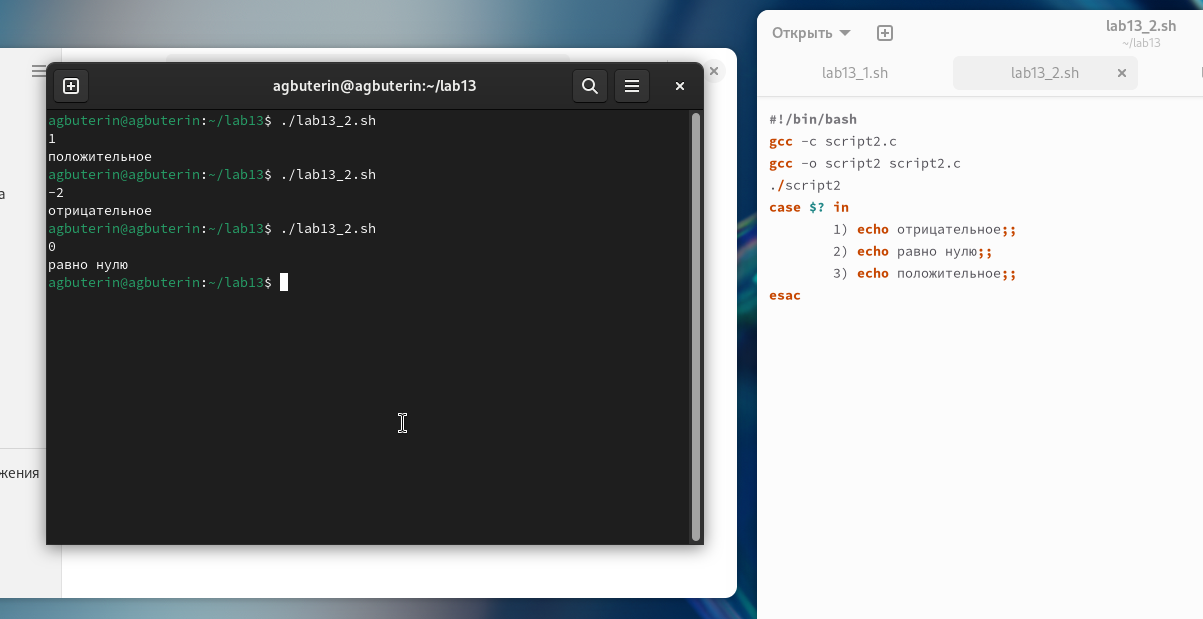 agbuterin@agbuterin:~/lab13
agbuterin@agbuterin:~/lab13$ ./lab13_2.sh
1
положительное
agbuterin@agbuterin:~/lab13$ ./lab13_2.sh
-2
отрицательное
agbuterin@agbuterin:~/lab13$ ./lab13_2.sh
0
равно нулю
agbuterin@agbuterin:~/lab13$
а
жения
Открыть
lab13_2.sh
~/lab13
lab13_1.sh
lab13_2.sh
#!/bin/bash
gcc -c script2.c
gcc -o script2 script2.c
./script2
case $? in
1) echo отрицательное;;
2) echo равно нулю;;
3) echo положительное;;
esac